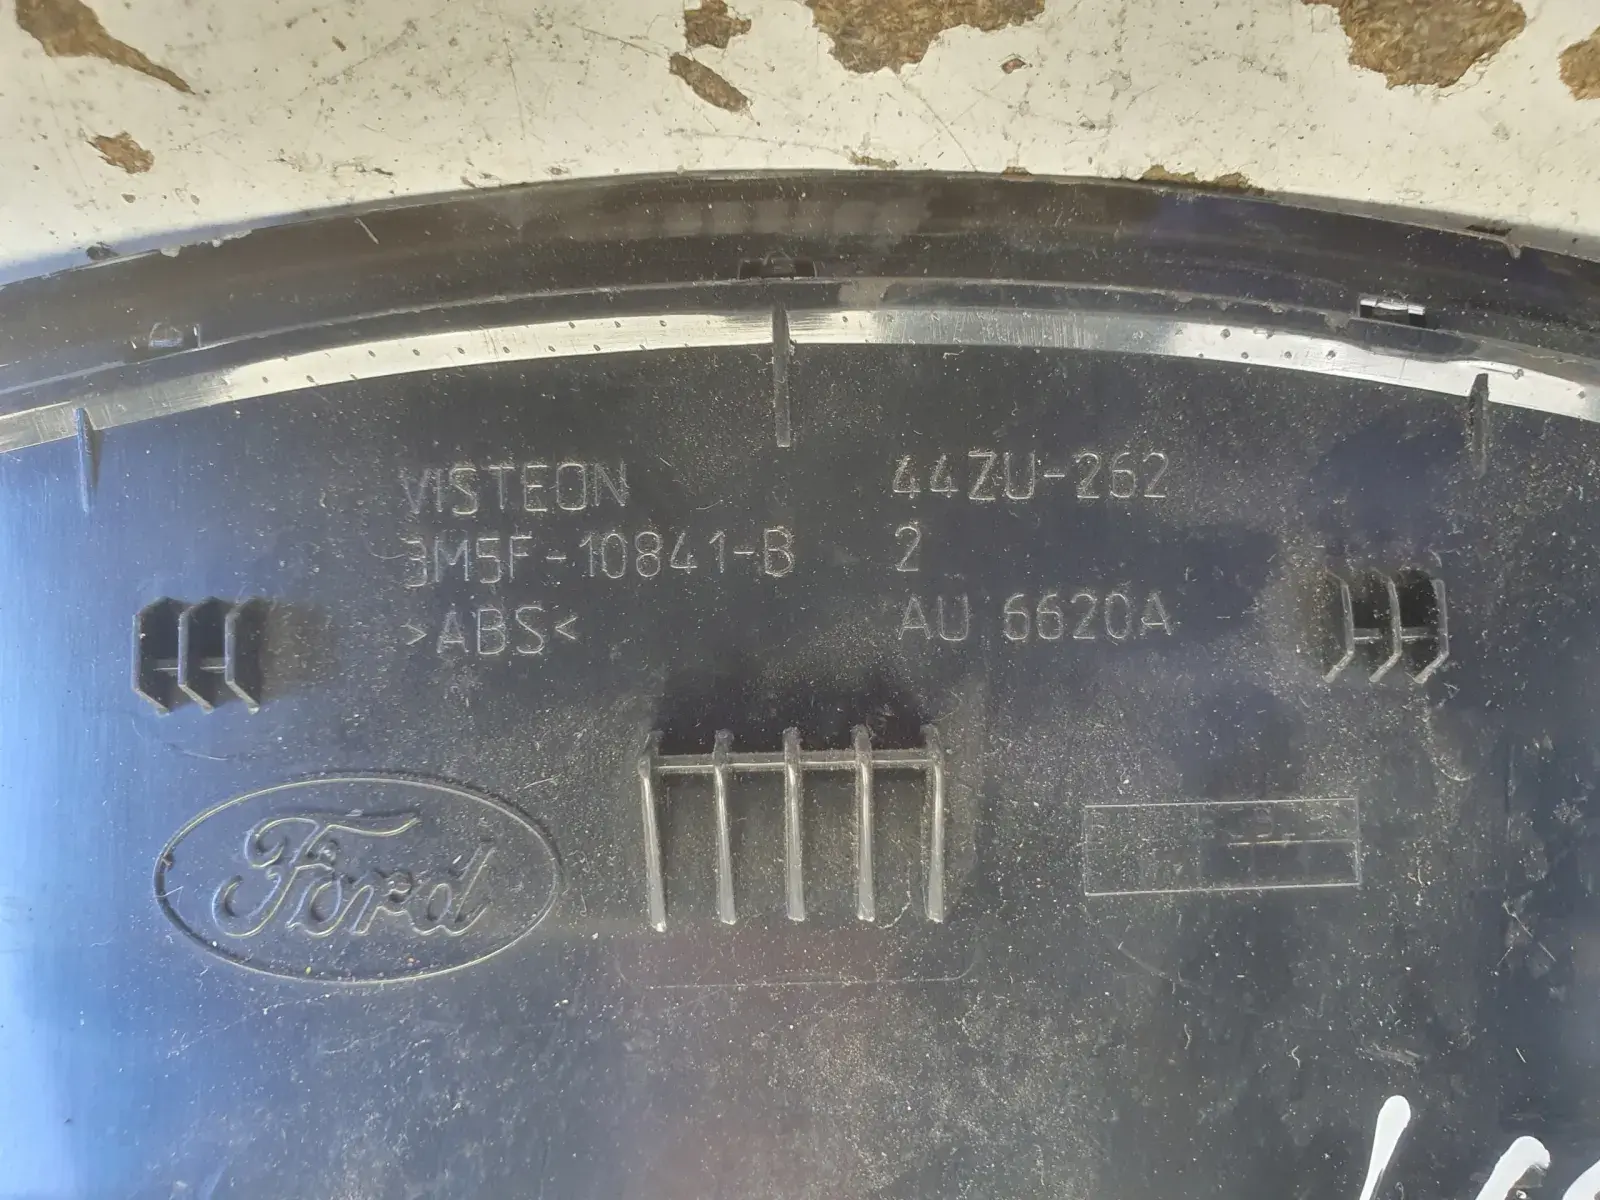 VISTEON
3M5F-10841-B
>ABS<
44ZU-262
2
AU 6620A
Ford